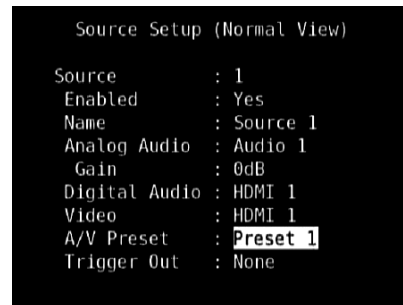 Source Setup (Normal View)
Source : 1
Enabled : Yes
Name : Source 1
Analog Audio : Audio 1
Gain : 0dB
Digital Audio : HDMI 1
Video : HDMI 1
A/V Preset : Preset 1
Trigger Out : None